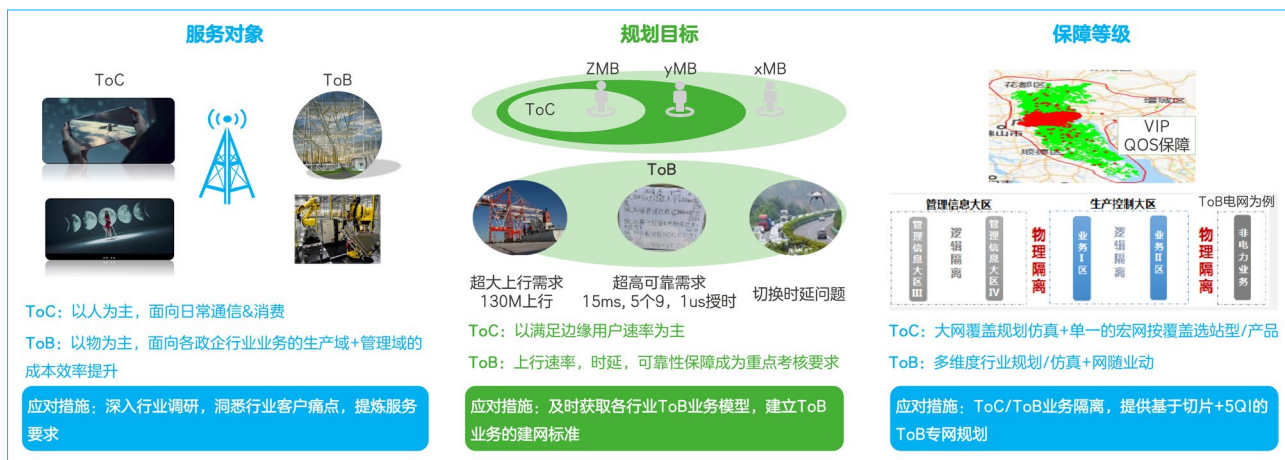 服务对象
ToC
ToB
ToC：以人为主，面向日常通信&消费
ToB：以物为主，面向各政企行业业务的生产域+管理域的
成本效率提升
应对措施：深入行业调研，洞悉行业客户痛点，提炼服务
要求
规划目标
ZMB
yMB
xMB
ToC
ToB
超大上行需求
130M上行
超高可靠需求
15ms, 5个9, 1us授时
切换时延问题
ToC：以满足边缘用户速率为主
ToB：上行速率，时延，可靠性保障成为重点考核要求
应对措施：及时获取各行业ToB业务模型，建立ToB
业务的建网标准
保障等级
花都区
增城区
顺德区
VIP
QOS保障
管理信息大区
生产控制大区
ToB电网为例
管理信息大区III
逻辑隔离
管理信息大区IV
物理隔离
业务I区
逻辑隔离
业务II区
物理隔离
非电力业务
ToC：大网覆盖规划仿真+单一的宏网按覆盖选站型/产品
ToB：多维度行业规划/仿真+网随业动
应对措施：ToC/ToB业务隔离，提供基于切片+5QI的
ToB专网规划